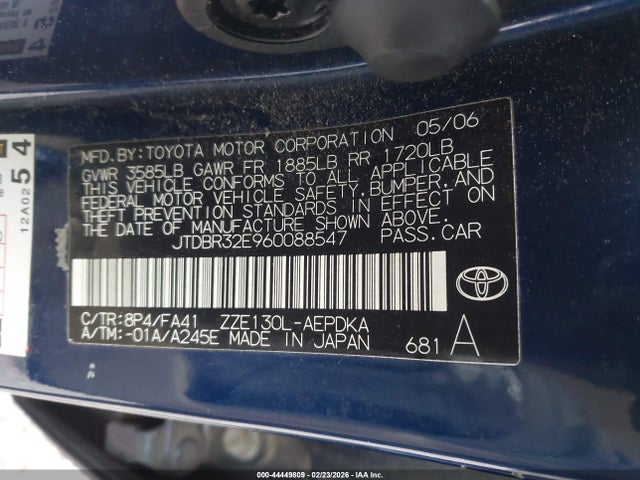 MFD. BY: TOYOTA MOTOR CORPORATION 05/06
GVWR 3585LB GAWR FR 1885LB RR 1720LB
THIS VEHICLE CONFORMS TO ALL APPLICABLE
FEDERAL MOTOR VEHICLE SAFETY, BUMPER, AND
THEFT PREVENTION STANDARDS IN EFFECT ON
THE DATE OF MANUFACTURE SHOWN ABOVE.
JTDBR32E960088547 PASS. CAR
C/TR: 8P4/FA41 ZZE130L-AEPDKA
A/TM: -01A/A245E MADE IN JAPAN 681 A
12A02 54
000-44449809 - 02/23/2026 - IAAI